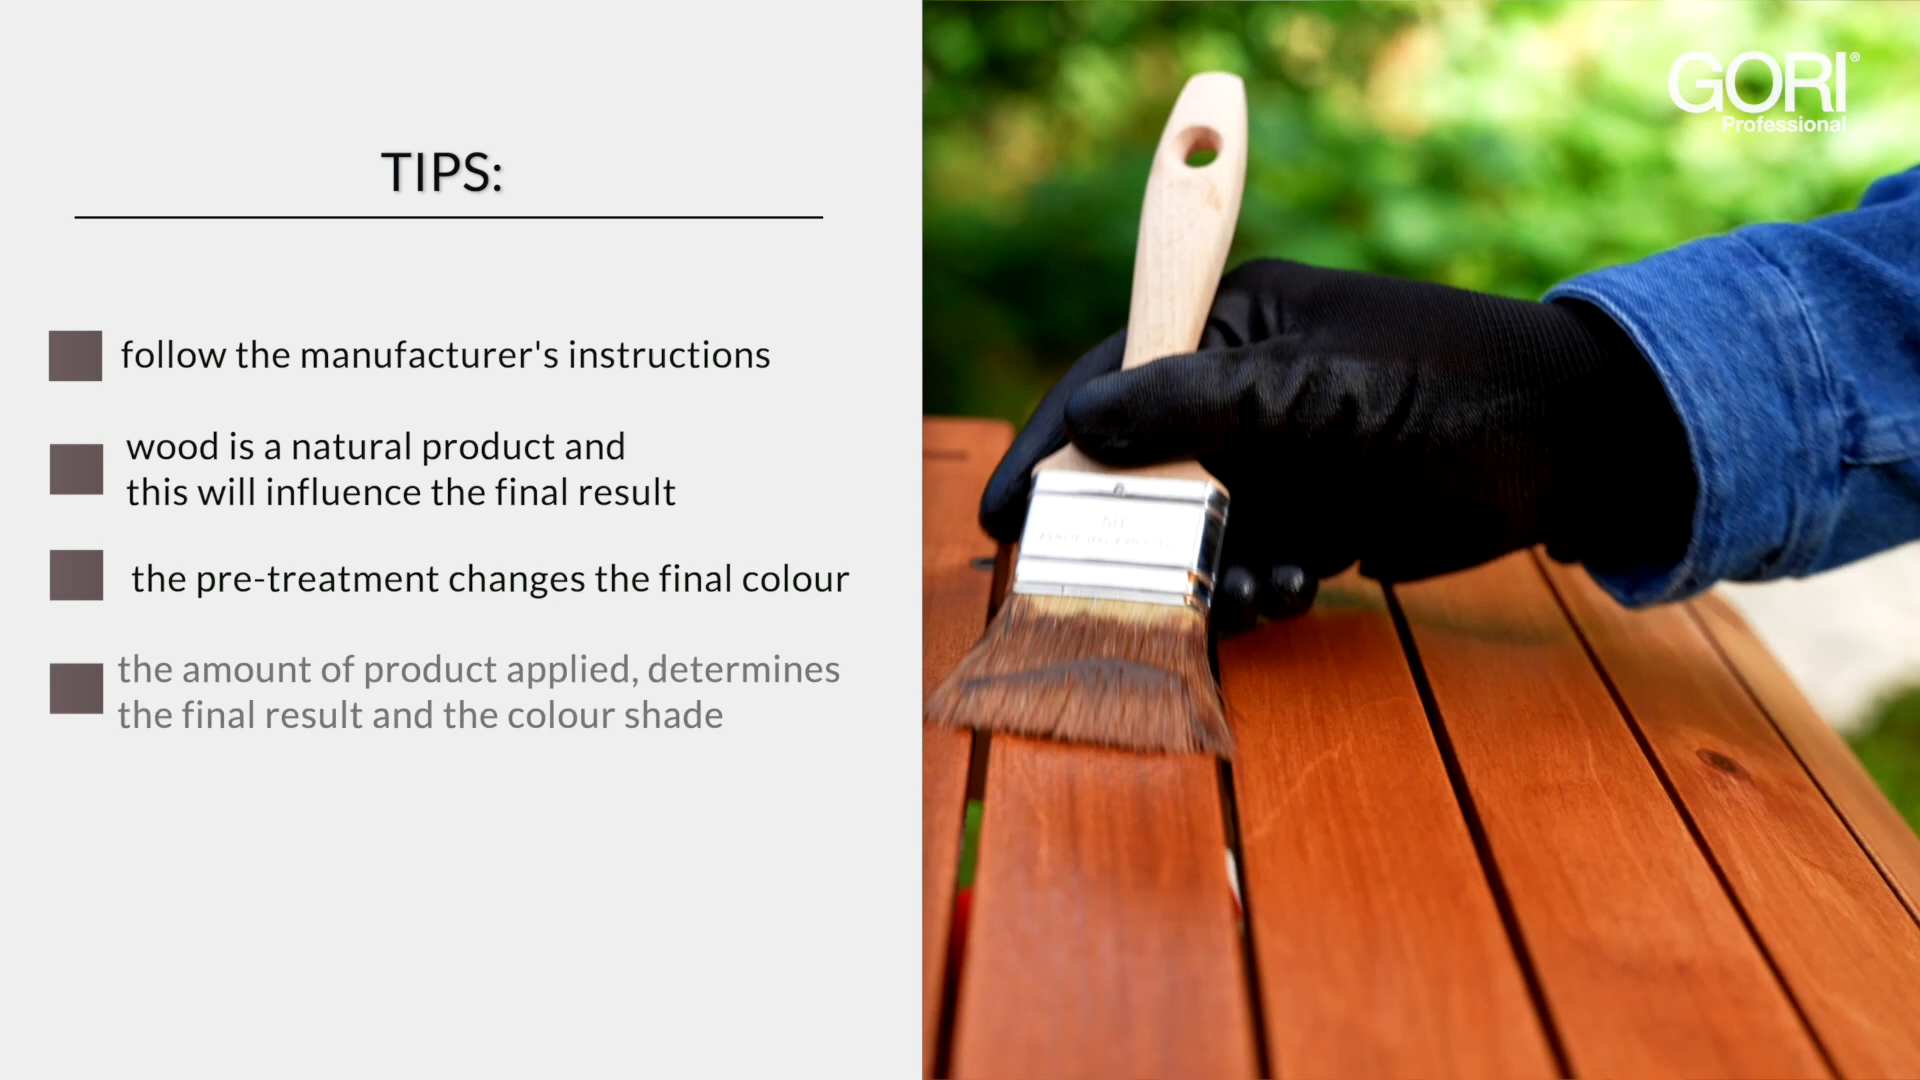 TIPS:
follow the manufacturer's instructions
wood is a natural product and
this will influence the final result
the pre-treatment changes the final colour
the amount of product applied, determines
the final result and the colour shade
GORI®
Professional
50